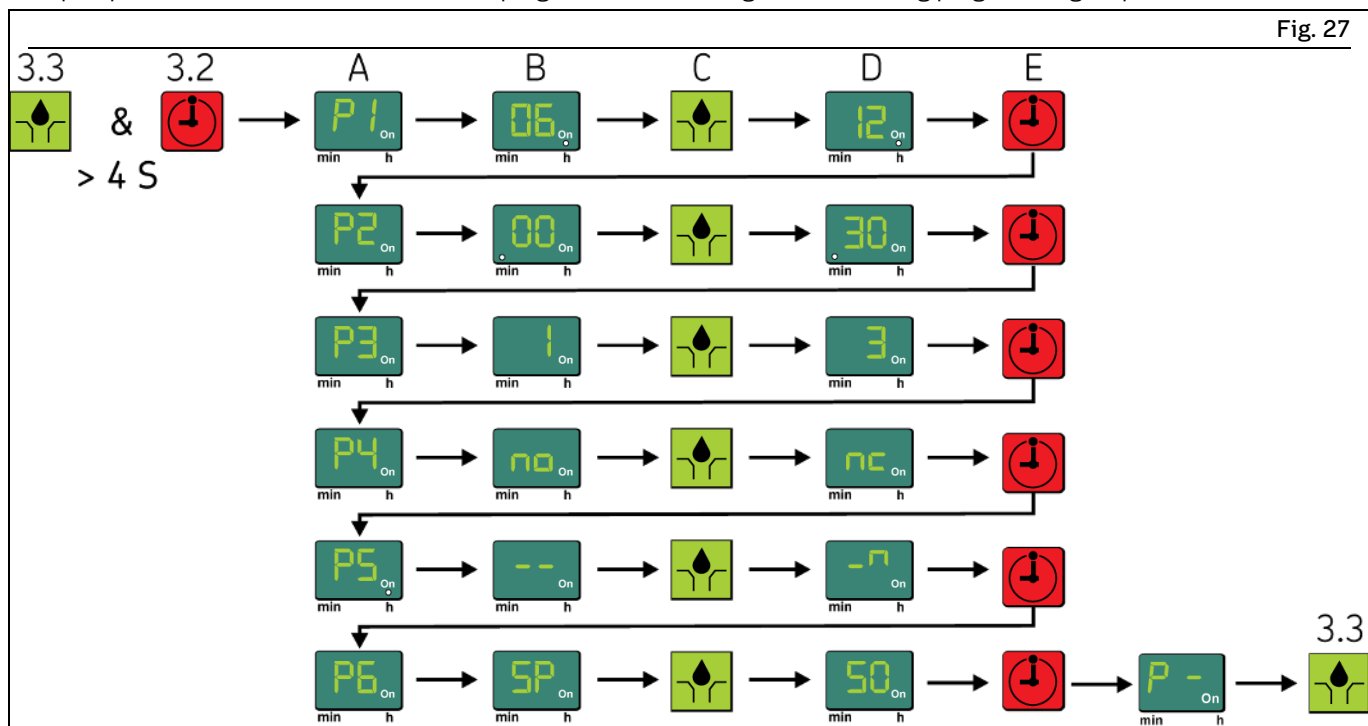 Fig. 27
3.3 3.2 A B C D E
& P1 On 06 On 12 On
min h min h min h
> 4 S
P2 On 00 On 30 On
min h min h min h
P3 On 1 On 3 On
min h min h min h
P4 On no On nc On
min h min h min h
P5 On -- On -n On
min h min h min h
3.3
P6 On SP On SO On P - On
min h min h min h min h